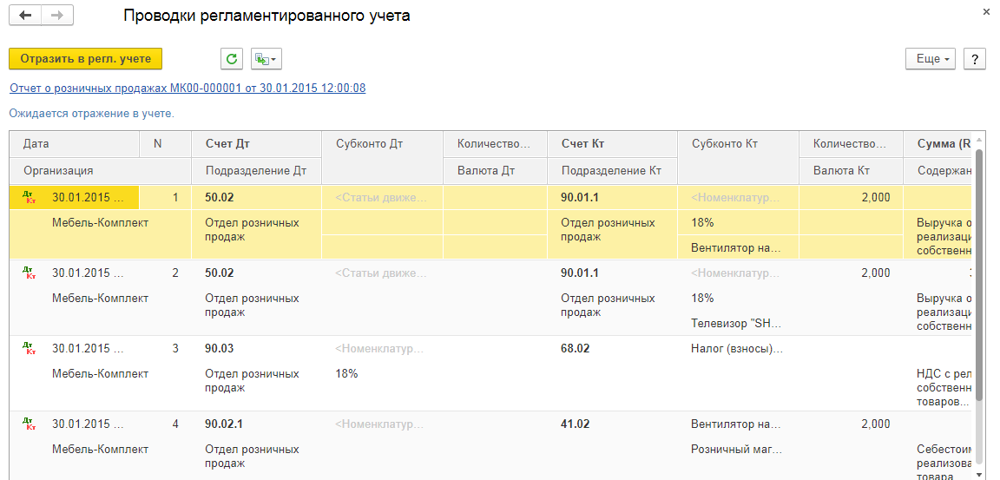 Проводки регламентированного учета
Отразить в регл. учете
Еще
?
Отчет о розничных продажах МК00-000001 от 30.01.2015 12:00:08
Ожидается отражение в учете.
Дата N Счет Дт Субконто Дт Количество... Счет Кт Субконто Кт Количество... Сумма (R
Организация Подразделение Дт Валюта Дт Подразделение Кт Валюта Кт Содержан
Дт Кт 30.01.2015 ... 1 50.02 <Статьи движе... 90.01.1 <Номенклатур... 2,000
Мебель-Комплект Отдел розничных Отдел розничных 18% Выручка о
продаж продаж реализаци
Вентилятор на... собственн
Дт Кт 30.01.2015 ... 2 50.02 <Статьи движе... 90.01.1 <Номенклатур... 2,000
Мебель-Комплект Отдел розничных Отдел розничных 18% Выручка о
продаж продаж реализаци
Телевизор "SH... собственн
Дт Кт 30.01.2015 ... 3 90.03 <Номенклатур... 68.02 Налог (взносы)...
Мебель-Комплект Отдел розничных 18% НДС с рел
продаж собственн
товаров...
Дт Кт 30.01.2015 ... 4 90.02.1 <Номенклатур... 41.02 Вентилятор на... 2,000
Мебель-Комплект Отдел розничных Розничный маг... Себестоим
продаж реализова
товара